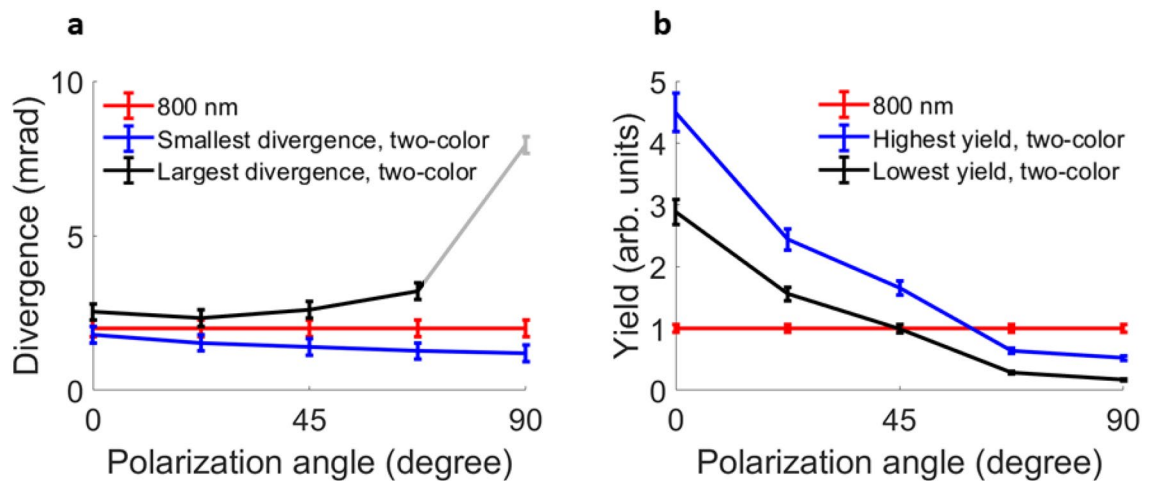 a
10
5
0
0
45
90
Divergence (mrad)
800 nm
Smallest divergence, two-color
Largest divergence, two-color
Polarization angle (degree)
b
5
4
3
2
1
0
0
45
90
Yield (arb. units)
800 nm
Highest yield, two-color
Lowest yield, two-color
Polarization angle (degree)